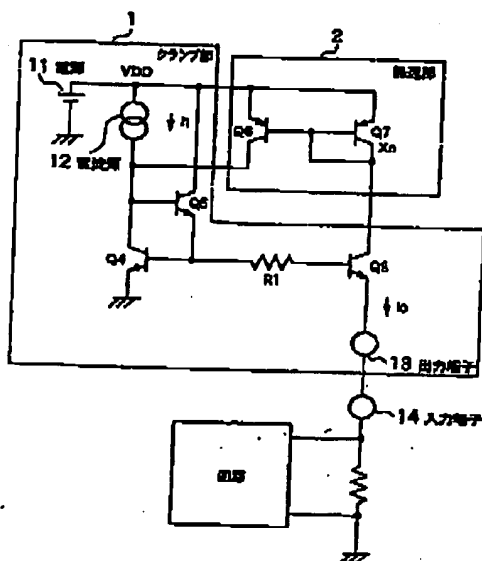 1
クランプ部
2
11 電源
VDD
I1
Q6
Q7
Xn
12 電流源
Q5
Q4
R1
Q8
Io
13 出力端子
14 入力端子
回路